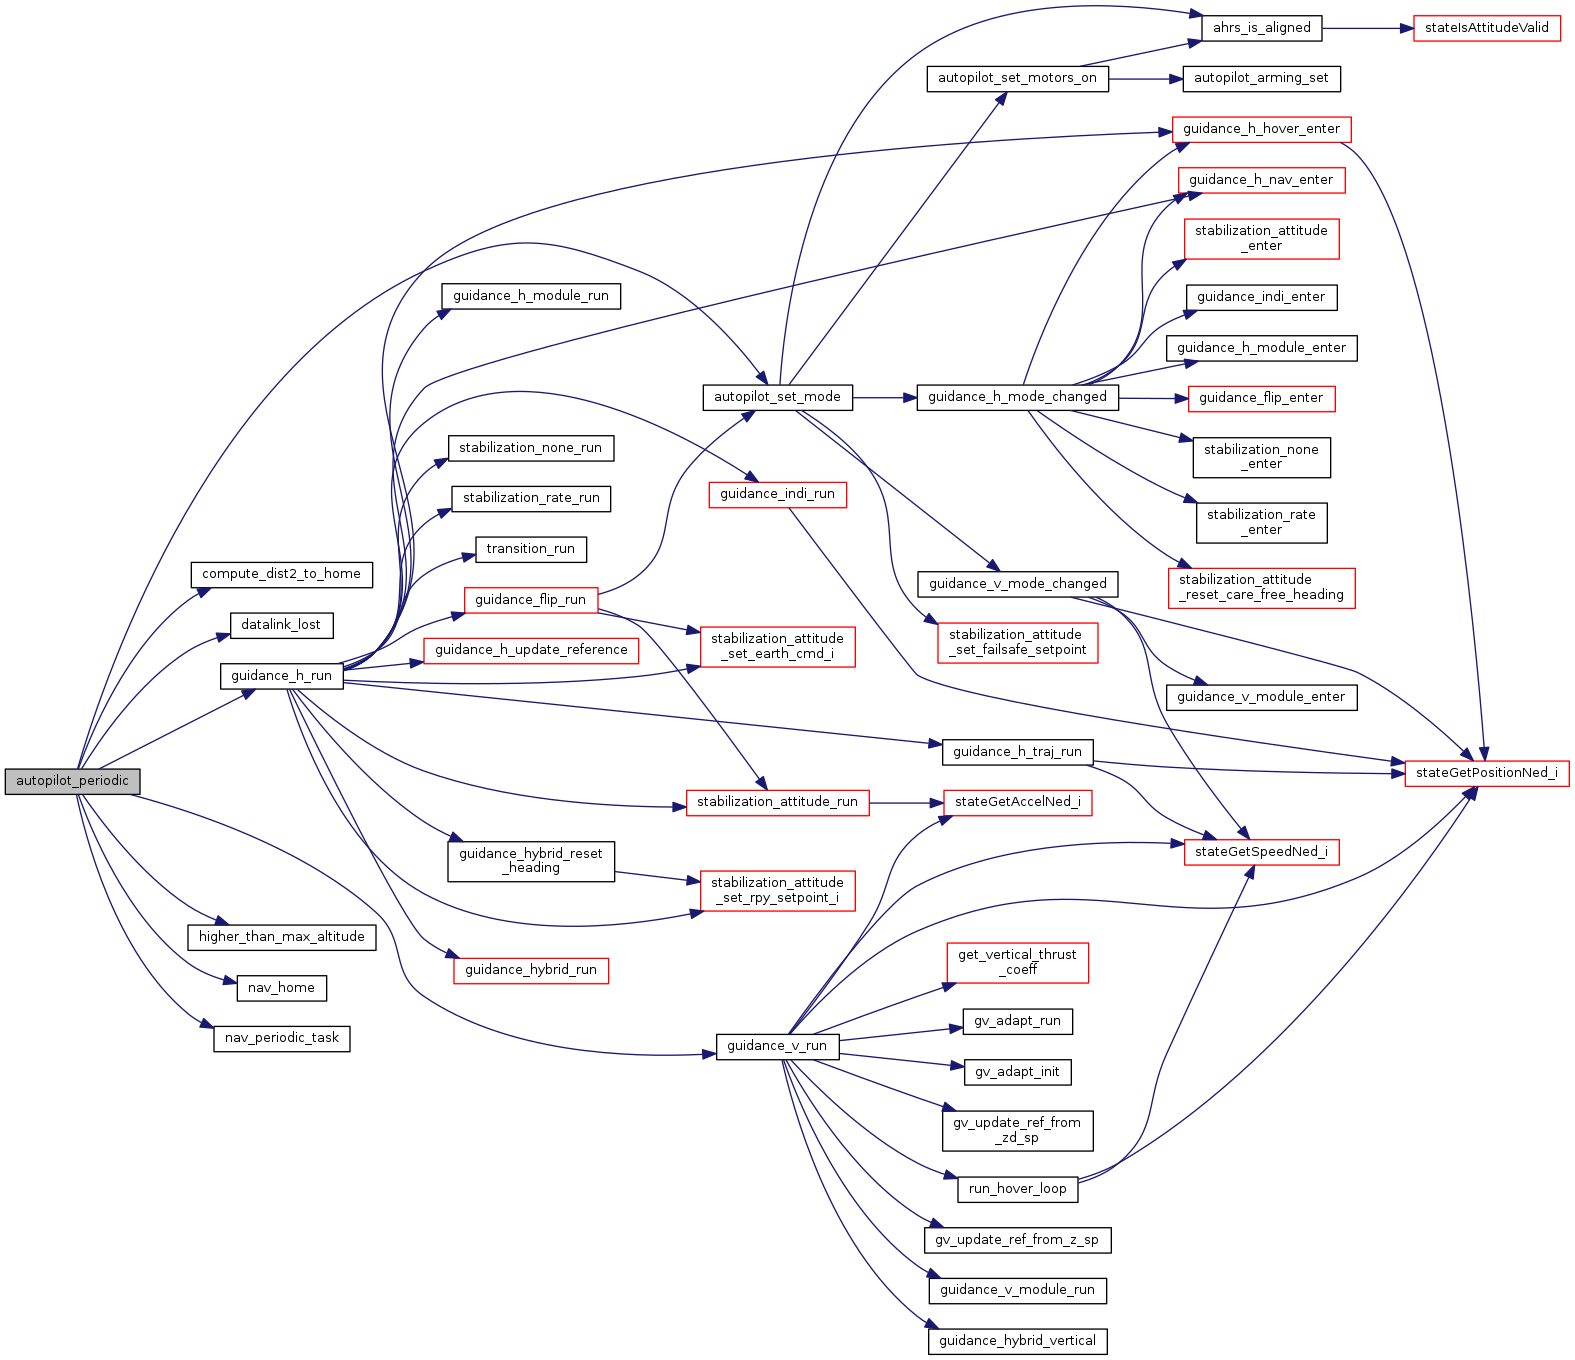 ahrs_is_aligned
stateIsAttitudeValid
autopilot_set_motors_on
autopilot_arming_set
guidance_h_hover_enter
guidance_h_nav_enter
stabilization_attitude
_enter
guidance_h_module_run
guidance_indi_enter
guidance_h_module_enter
autopilot_set_mode
guidance_h_mode_changed
guidance_flip_enter
stabilization_none_run
stabilization_none
_enter
guidance_indi_run
stabilization_rate_run
stabilization_rate
_enter
transition_run
compute_dist2_to_home
guidance_v_mode_changed
stabilization_attitude
_reset_care_free_heading
guidance_flip_run
datalink_lost
stabilization_attitude
_set_earth_cmd_i
stabilization_attitude
_set_failsafe_setpoint
guidance_h_update_reference
guidance_h_run
guidance_v_module_enter
guidance_h_traj_run
autopilot_periodic
stateGetPositionNed_i
stabilization_attitude_run
stateGetAccelNed_i
guidance_hybrid_reset
_heading
stateGetSpeedNed_i
stabilization_attitude
_set_rpy_setpoint_i
higher_than_max_altitude
guidance_hybrid_run
get_vertical_thrust
_coeff
nav_home
gv_adapt_run
nav_periodic_task
guidance_v_run
gv_adapt_init
gv_update_ref_from
_zd_sp
run_hover_loop
gv_update_ref_from_z_sp
guidance_v_module_run
guidance_hybrid_vertical